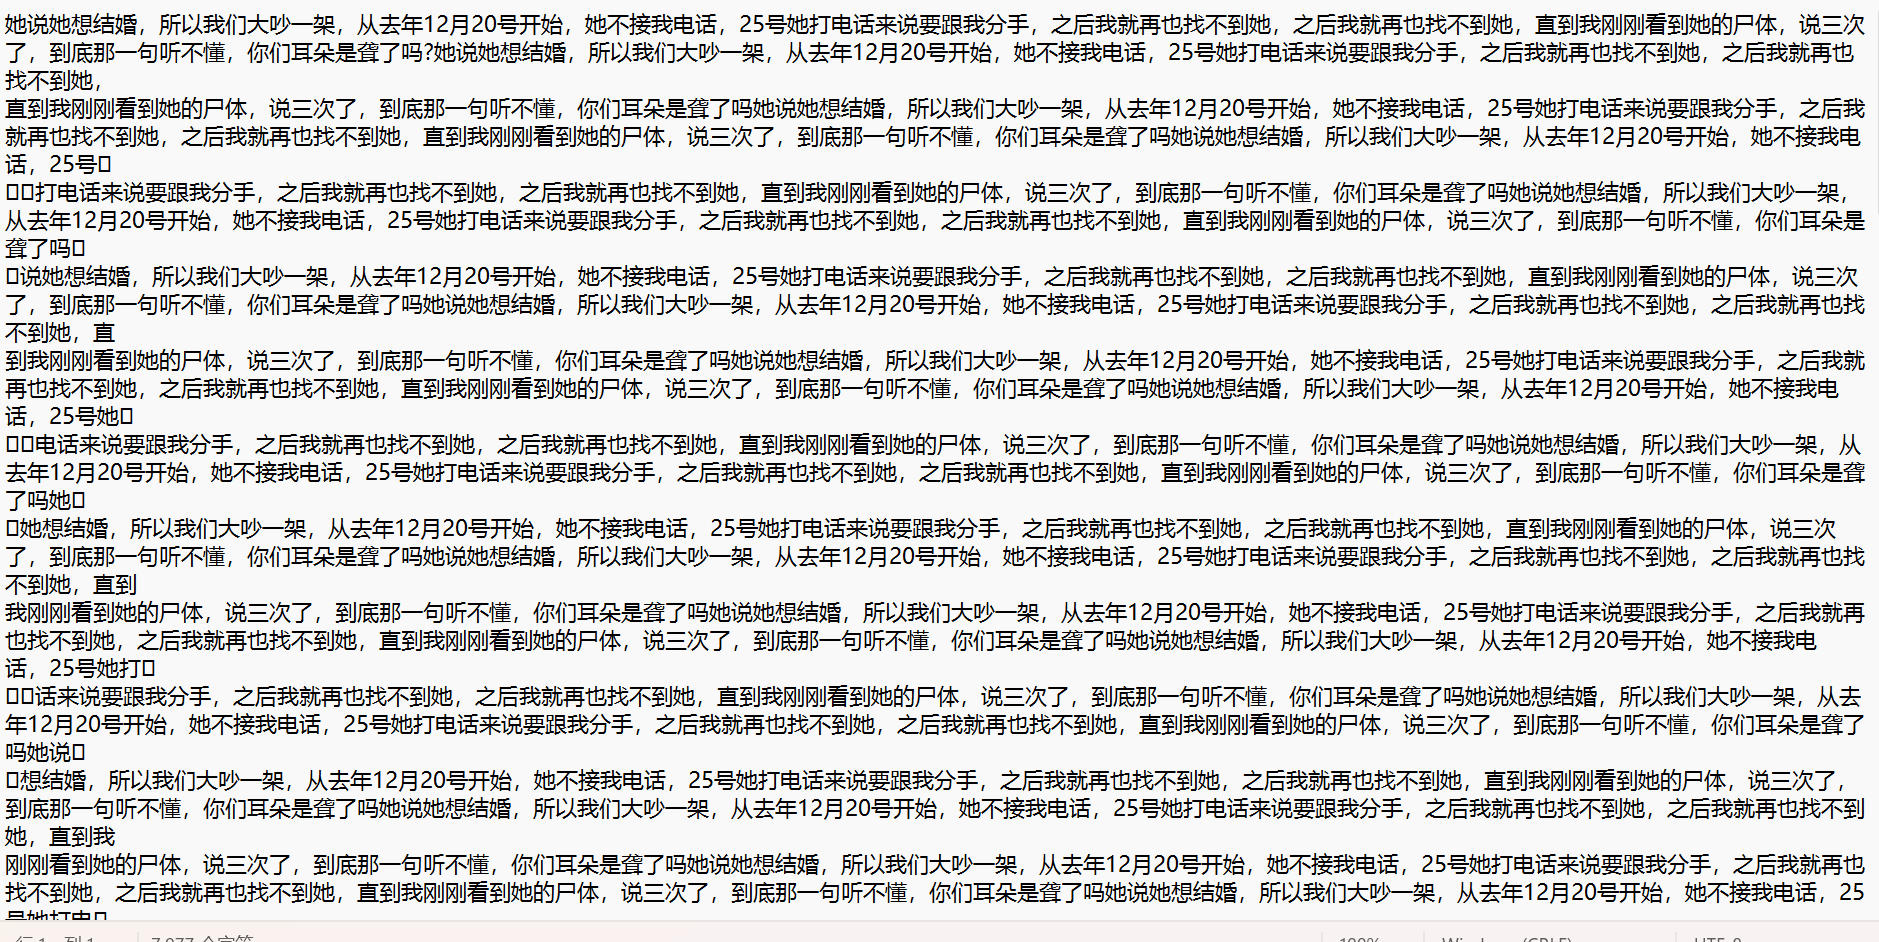 她说她想结婚，所以我们大吵一架，从去年12月20号开始，她不接我电话，25号她打电话来说要跟我分手，之后我就再也找不到她，之后我就再也找不到她，直到我刚刚看到她的尸体，说三次
了，到底那一句听不懂，你们耳朵是聋了吗?她说她想结婚，所以我们大吵一架，从去年12月20号开始，她不接我电话，25号她打电话来说要跟我分手，之后我就再也找不到她，之后我就再也
找不到她，
直到我刚刚看到她的尸体，说三次了，到底那一句听不懂，你们耳朵是聋了吗她说她想结婚，所以我们大吵一架，从去年12月20号开始，她不接我电话，25号她打电话来说要跟我分手，之后我
就再也找不到她，之后我就再也找不到她，直到我刚刚看到她的尸体，说三次了，到底那一句听不懂，你们耳朵是聋了吗她说她想结婚，所以我们大吵一架，从去年12月20号开始，她不接我电
话，25号
打电话来说要跟我分手，之后我就再也找不到她，之后我就再也找不到她，直到我刚刚看到她的尸体，说三次了，到底那一句听不懂，你们耳朵是聋了吗她说她想结婚，所以我们大吵一架，
从去年12月20号开始，她不接我电话，25号她打电话来说要跟我分手，之后我就再也找不到她，之后我就再也找不到她，直到我刚刚看到她的尸体，说三次了，到底那一句听不懂，你们耳朵是
聋了吗
说她想结婚，所以我们大吵一架，从去年12月20号开始，她不接我电话，25号她打电话来说要跟我分手，之后我就再也找不到她，之后我就再也找不到她，直到我刚刚看到她的尸体，说三次
了，到底那一句听不懂，你们耳朵是聋了吗她说她想结婚，所以我们大吵一架，从去年12月20号开始，她不接我电话，25号她打电话来说要跟我分手，之后我就再也找不到她，之后我就再也找
不到她，直
到我刚刚看到她的尸体，说三次了，到底那一句听不懂，你们耳朵是聋了吗她说她想结婚，所以我们大吵一架，从去年12月20号开始，她不接我电话，25号她打电话来说要跟我分手，之后我就
再也找不到她，之后我就再也找不到她，直到我刚刚看到她的尸体，说三次了，到底那一句听不懂，你们耳朵是聋了吗她说她想结婚，所以我们大吵一架，从去年12月20号开始，她不接我电
话，25号她
电话来说要跟我分手，之后我就再也找不到她，之后我就再也找不到她，直到我刚刚看到她的尸体，说三次了，到底那一句听不懂，你们耳朵是聋了吗她说她想结婚，所以我们大吵一架，从
去年12月20号开始，她不接我电话，25号她打电话来说要跟我分手，之后我就再也找不到她，之后我就再也找不到她，直到我刚刚看到她的尸体，说三次了，到底那一句听不懂，你们耳朵是聋
了吗她
她想结婚，所以我们大吵一架，从去年12月20号开始，她不接我电话，25号她打电话来说要跟我分手，之后我就再也找不到她，之后我就再也找不到她，直到我刚刚看到她的尸体，说三次
了，到底那一句听不懂，你们耳朵是聋了吗她说她想结婚，所以我们大吵一架，从去年12月20号开始，她不接我电话，25号她打电话来说要跟我分手，之后我就再也找不到她，之后我就再也找
不到她，直到
我刚刚看到她的尸体，说三次了，到底那一句听不懂，你们耳朵是聋了吗她说她想结婚，所以我们大吵一架，从去年12月20号开始，她不接我电话，25号她打电话来说要跟我分手，之后我就再
也找不到她，之后我就再也找不到她，直到我刚刚看到她的尸体，说三次了，到底那一句听不懂，你们耳朵是聋了吗她说她想结婚，所以我们大吵一架，从去年12月20号开始，她不接我电
话，25号她打
话来说要跟我分手，之后我就再也找不到她，之后我就再也找不到她，直到我刚刚看到她的尸体，说三次了，到底那一句听不懂，你们耳朵是聋了吗她说她想结婚，所以我们大吵一架，从去
年12月20号开始，她不接我电话，25号她打电话来说要跟我分手，之后我就再也找不到她，之后我就再也找不到她，直到我刚刚看到她的尸体，说三次了，到底那一句听不懂，你们耳朵是聋了
吗她说
想结婚，所以我们大吵一架，从去年12月20号开始，她不接我电话，25号她打电话来说要跟我分手，之后我就再也找不到她，之后我就再也找不到她，直到我刚刚看到她的尸体，说三次了，
到底那一句听不懂，你们耳朵是聋了吗她说她想结婚，所以我们大吵一架，从去年12月20号开始，她不接我电话，25号她打电话来说要跟我分手，之后我就再也找不到她，之后我就再也找不到
她，直到我
刚刚看到她的尸体，说三次了，到底那一句听不懂，你们耳朵是聋了吗她说她想结婚，所以我们大吵一架，从去年12月20号开始，她不接我电话，25号她打电话来说要跟我分手，之后我就再也
找不到她，之后我就再也找不到她，直到我刚刚看到她的尸体，说三次了，到底那一句听不懂，你们耳朵是聋了吗她说她想结婚，所以我们大吵一架，从去年12月20号开始，她不接我电话，25
号她打电